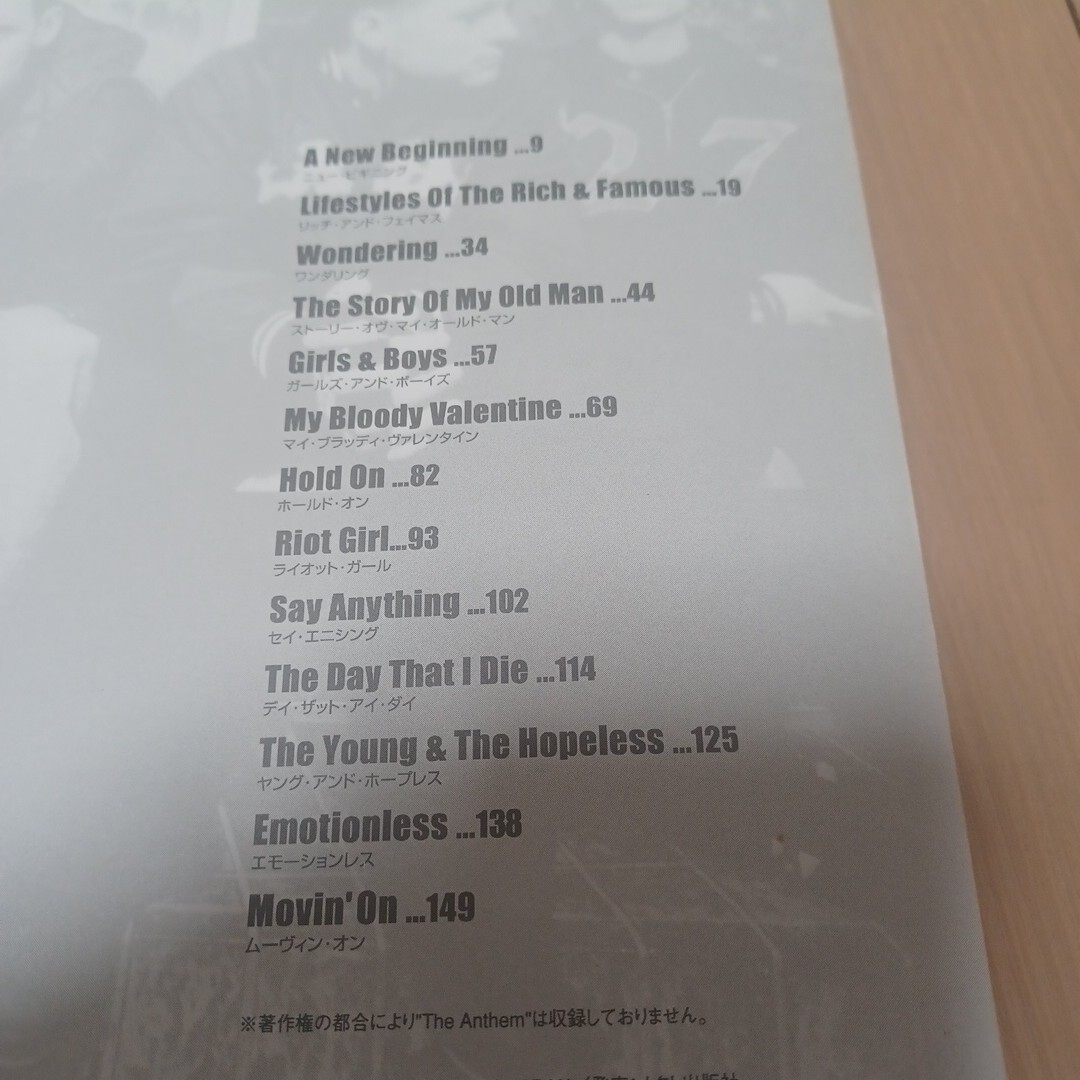 A New Beginning ...9
ニュー・ビギニング
Lifestyles Of The Rich & Famous ...19
リッチ・アンド・フェイマス
Wondering ...34
ワンダリング
The Story Of My Old Man ...44
ストーリー・オヴ・マイ・オールド・マン
Girls & Boys ...57
ガールズ・アンド・ボーイズ
My Bloody Valentine ...69
マイ・ブラッディ・ヴァレンタイン
Hold On ...82
ホールド・オン
Riot Girl...93
ライオット・ガール
Say Anything ...102
セイ・エニシング
The Day That I Die ...114
デイ・ザット・アイ・ダイ
The Young & The Hopeless ...125
ヤング・アンド・ホープレス
Emotionless ...138
エモーションレス
Movin' On ...149
ムーヴィン・オン
※著作権の都合により"The Anthem"は収録しておりません。